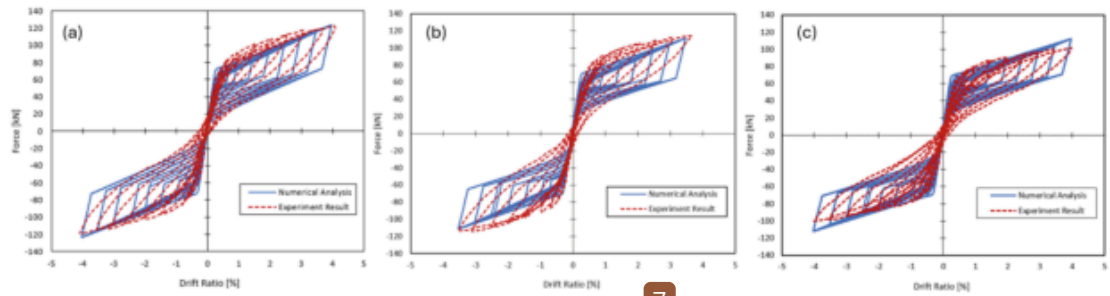 (a)
140
120
100
80
60
40
20
0
-20
-40
-60
-80
-100
-120
-140
-5 -4 -3 -2 -1 0 1 2 3 4 5
Force [kN]
Drift Ratio [%]
Numerical Analysis
Experiment Result
(b)
140
120
100
80
60
40
20
0
-20
-40
-60
-80
-100
-120
-140
-5 -4 -3 -2 -1 0 1 2 3 4 5
Force [kN]
Drift Ratio [%]
Numerical Analysis
Experiment Result
(c)
140
120
100
80
60
40
20
0
-20
-40
-60
-80
-100
-120
-140
-5 -4 -3 -2 -1 0 1 2 3 4 5
Force [kN]
Drift Ratio [%]
Numerical Analysis
Experiment Result